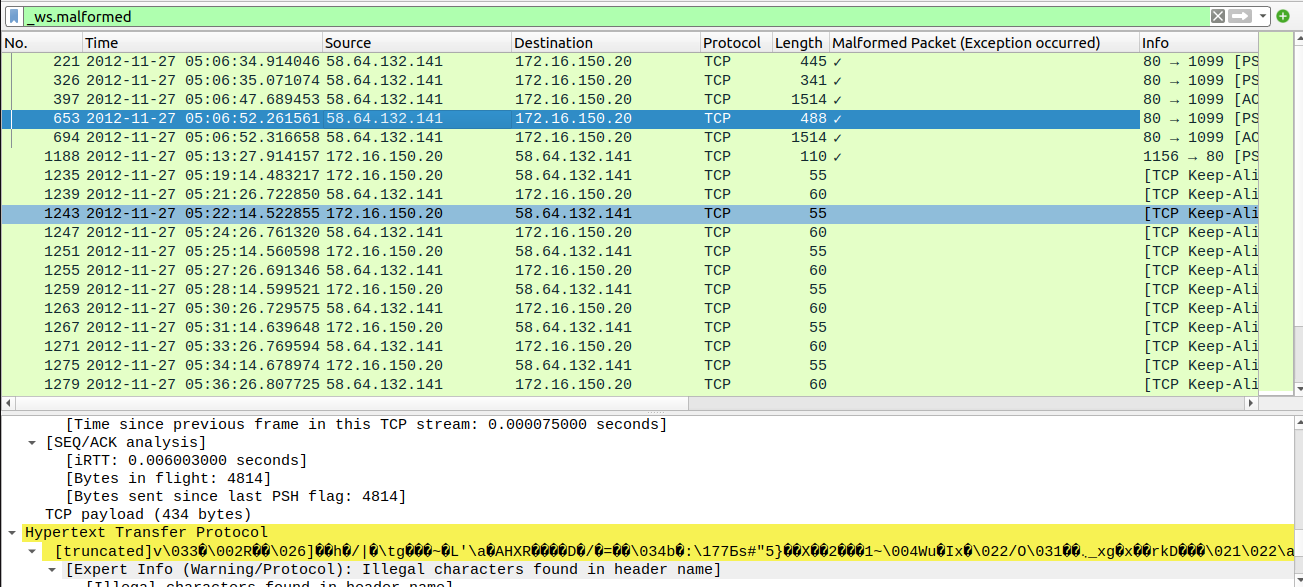 _ws.malformed
No. Time Source Destination Protocol Length Malformed Packet (Exception occurred) Info
221 2012-11-27 05:06:34.914046 58.64.132.141 172.16.150.20 TCP 445 ✓ 80 → 1099 [PS
326 2012-11-27 05:06:35.071074 58.64.132.141 172.16.150.20 TCP 341 ✓ 80 → 1099 [PS
397 2012-11-27 05:06:47.689453 58.64.132.141 172.16.150.20 TCP 1514 ✓ 80 → 1099 [AC
653 2012-11-27 05:06:52.261561 58.64.132.141 172.16.150.20 TCP 488 ✓ 80 → 1099 [PS
694 2012-11-27 05:06:52.316658 58.64.132.141 172.16.150.20 TCP 1514 ✓ 80 → 1099 [AC
1188 2012-11-27 05:13:27.914157 172.16.150.20 58.64.132.141 TCP 110 ✓ 1156 → 80 [PS
1235 2012-11-27 05:19:14.483217 172.16.150.20 58.64.132.141 TCP 55 [TCP Keep-Ali
1239 2012-11-27 05:21:26.722850 58.64.132.141 172.16.150.20 TCP 60 [TCP Keep-Ali
1243 2012-11-27 05:22:14.522855 172.16.150.20 58.64.132.141 TCP 55 [TCP Keep-Ali
1247 2012-11-27 05:24:26.761320 58.64.132.141 172.16.150.20 TCP 60 [TCP Keep-Ali
1251 2012-11-27 05:25:14.560598 172.16.150.20 58.64.132.141 TCP 55 [TCP Keep-Ali
1255 2012-11-27 05:27:26.691346 58.64.132.141 172.16.150.20 TCP 60 [TCP Keep-Ali
1259 2012-11-27 05:28:14.599521 172.16.150.20 58.64.132.141 TCP 55 [TCP Keep-Ali
1263 2012-11-27 05:30:26.729575 58.64.132.141 172.16.150.20 TCP 60 [TCP Keep-Ali
1267 2012-11-27 05:31:14.639648 172.16.150.20 58.64.132.141 TCP 55 [TCP Keep-Ali
1271 2012-11-27 05:33:26.769594 58.64.132.141 172.16.150.20 TCP 60 [TCP Keep-Ali
1275 2012-11-27 05:34:14.678974 172.16.150.20 58.64.132.141 TCP 55 [TCP Keep-Ali
1279 2012-11-27 05:36:26.807725 58.64.132.141 172.16.150.20 TCP 60 [TCP Keep-Ali
[Time since previous frame in this TCP stream: 0.000075000 seconds]
[SEQ/ACK analysis]
[iRTT: 0.006003000 seconds]
[Bytes in flight: 4814]
[Bytes sent since last PSH flag: 4814]
TCP payload (434 bytes)
Hypertext Transfer Protocol
[truncated]v\033�\002R��\026]��h�/|�\tg���~�L'\a�AHXR����D�/�=��\034b�:\177Бs#"5}��X��2���1~\004Wu�Ix�\022/O\031��._xg�x��rkD���\021\022\a
[Expert Info (Warning/Protocol): Illegal characters found in header name]
[Illegal characters found in header name]